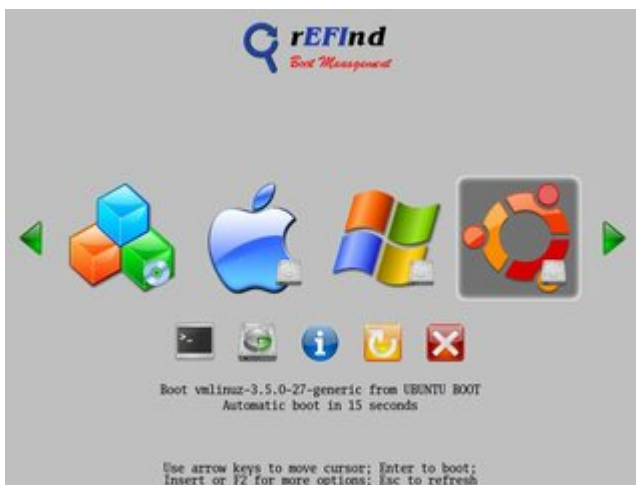 rEFInd
Boot Management
Boot vmlinuz-3.5.0-27-generic from UBUNTU BOOT
Automatic boot in 15 seconds
Use arrow keys to move cursor; Enter to boot;
Insert or F2 for more options; Esc to refresh